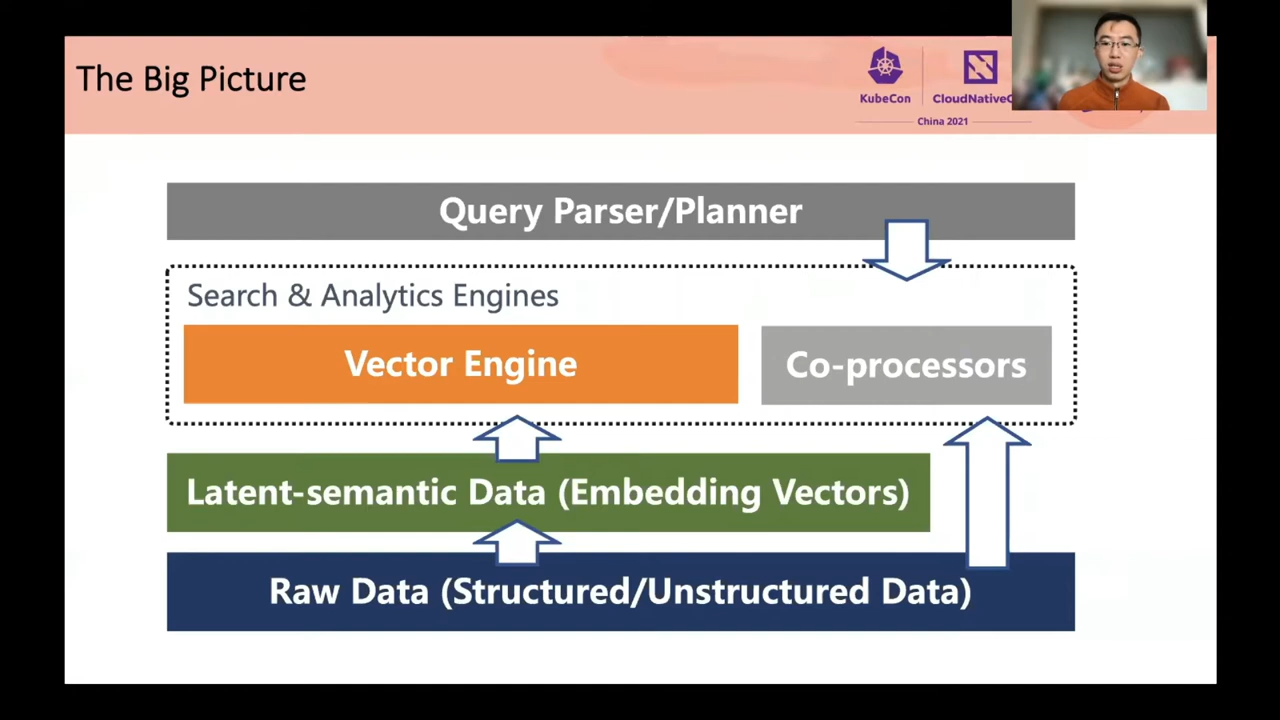 The Big Picture
KubeCon
CloudNativeC
China 2021
Query Parser/Planner
Search & Analytics Engines
Vector Engine
Co-processors
Latent-semantic Data (Embedding Vectors)
Raw Data (Structured/Unstructured Data)